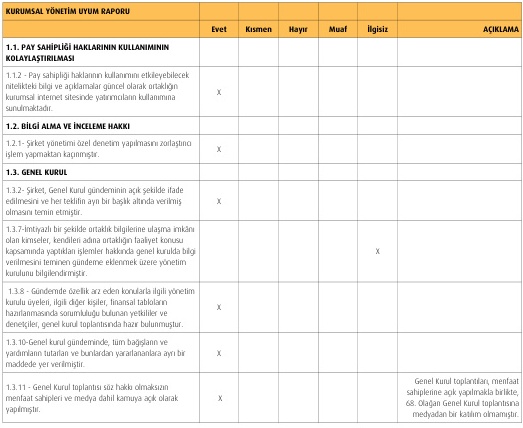 KURUMSAL YÖNETİM UYUM RAPORU
Evet Kısmen Hayır Muaf İlgisiz AÇIKLAMA
1.1. PAY SAHİPLİĞİ HAKLARININ KULLANIMININ
KOLAYLAŞTIRILMASI
1.1.2 - Pay sahipliği haklarının kullanımını etkileyebilecek
nitelikteki bilgi ve açıklamalar güncel olarak ortaklığın
kurumsal internet sitesinde yatırımcıların kullanımına
sunulmaktadır.
X
1.2. BİLGİ ALMA VE İNCELEME HAKKI
1.2.1- Şirket yönetimi özel denetim yapılmasını zorlaştırıcı
işlem yapmaktan kaçınmıştır.
X
1.3. GENEL KURUL
1.3.2- Şirket, Genel Kurul gündeminin açık şekilde ifade
edilmesini ve her teklifin ayrı bir başlık altında verilmiş
olmasını temin etmiştir.
X
1.3.7-İmtiyazlı bir şekilde ortaklık bilgilerine ulaşma imkânı
olan kimseler, kendileri adına ortaklığın faaliyet konusu
kapsamında yaptıkları işlemler hakkında genel kurulda bilgi
verilmesini teminen gündeme eklenmek üzere yönetim
kurulunu bilgilendirmiştir.
X
1.3.8 - Gündemde özellik arz eden konularla ilgili yönetim
kurulu üyeleri, ilgili diğer kişiler, finansal tabloların
hazırlanmasında sorumluluğu bulunan yetkililer ve
denetçiler, genel kurul toplantısında hazır bulunmuştur.
X
1.3.10-Genel kurul gündeminde, tüm bağışların ve
yardımların tutarları ve bunlardan yararlananlara ayrı bir
maddede yer verilmiştir.
X
1.3.11 - Genel Kurul toplantısı söz hakkı olmaksızın
menfaat sahipleri ve medya dahil kamuya açık olarak
yapılmıştır.
X
Genel Kurul toplantıları, menfaat
sahiplerine açık yapılmakla birlikte,
68. Olağan Genel Kurul toplantısına
medyadan bir katılım olmamıştır.